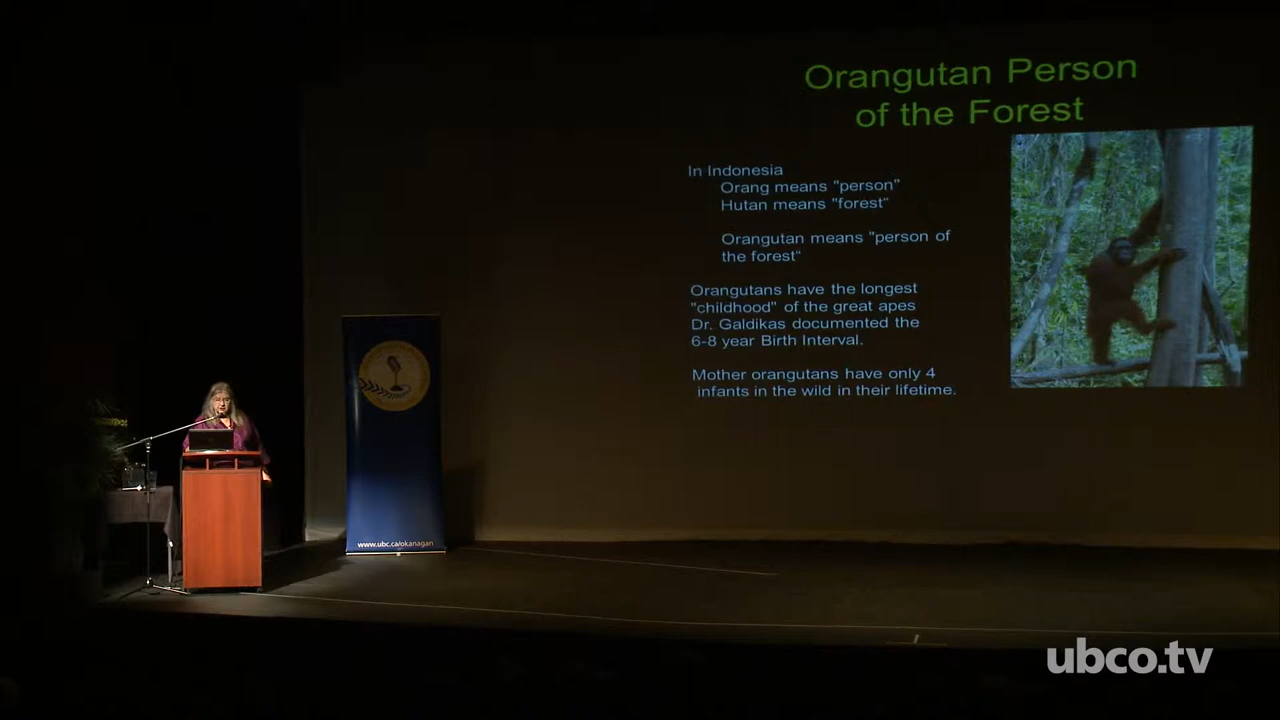 Orangutan Person
of the Forest
In Indonesia
Orang means "person"
Hutan means "forest"
Orangutan means "person of
the forest"
Orangutans have the longest
"childhood" of the great apes
Dr. Galdikas documented the
6-8 year Birth Interval.
Mother orangutans have only 4
infants in the wild in their lifetime.
www.ubc.ca/okanagan
ubco.tv